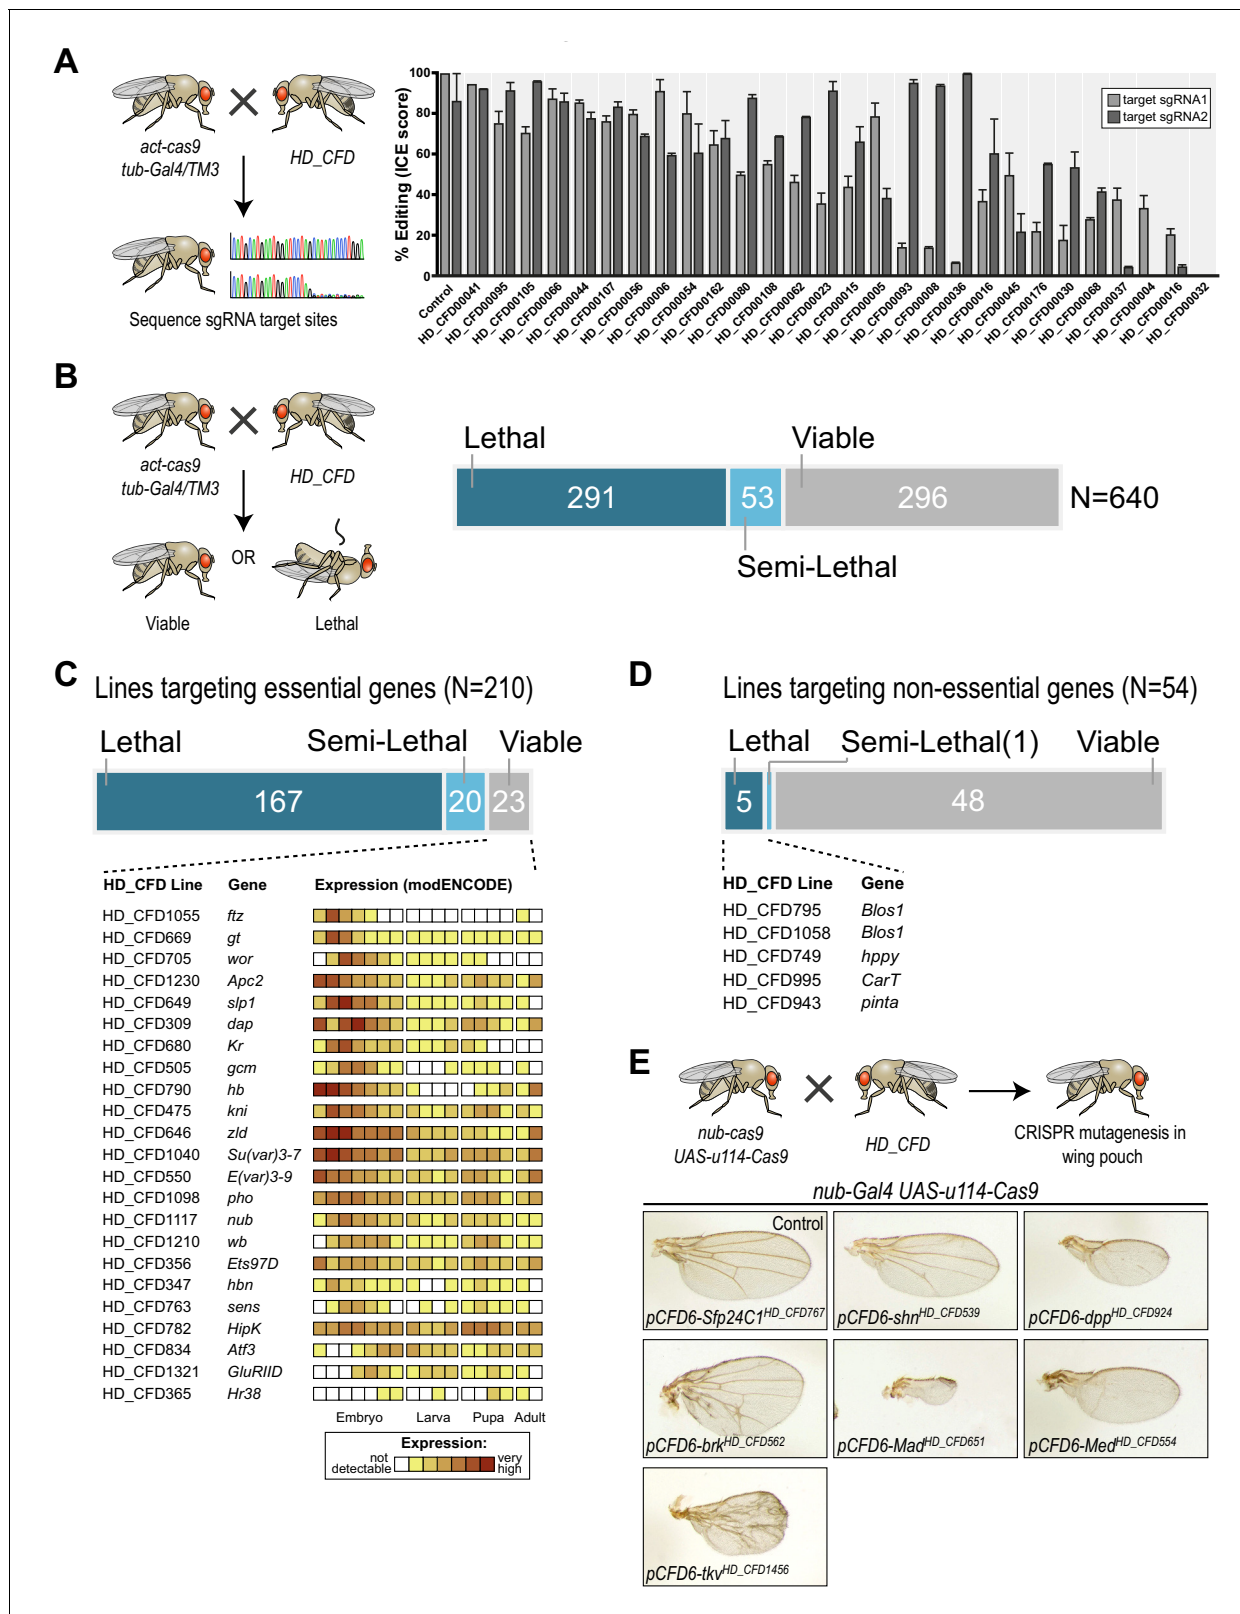 A
act-cas9
tub-Gal4/TM3
HD_CFD
Sequence sgRNA target sites
% Editing (ICE score)
100
80
60
40
20
0
target sgRNA1
target sgRNA2
Control
HD_CFD00041
HD_CFD00095
HD_CFD00105
HD_CFD00066
HD_CFD00044
HD_CFD00107
HD_CFD00056
HD_CFD00006
HD_CFD00054
HD_CFD00162
HD_CFD00080
HD_CFD00108
HD_CFD00062
HD_CFD00023
HD_CFD00015
HD_CFD00005
HD_CFD00093
HD_CFD00008
HD_CFD00036
HD_CFD00016
HD_CFD00045
HD_CFD00176
HD_CFD00030
HD_CFD00068
HD_CFD00037
HD_CFD00004
HD_CFD00016
HD_CFD00032
B
act-cas9
tub-Gal4/TM3
HD_CFD
OR
Viable
Lethal
Lethal
Viable
291
53
296
N=640
Semi-Lethal
C
Lines targeting essential genes (N=210)
Lethal
Semi-Lethal
Viable
167
20
23
HD_CFD Line Gene Expression (modENCODE)
HD_CFD1055 ftz
HD_CFD669 gt
HD_CFD705 wor
HD_CFD1230 Apc2
HD_CFD649 slp1
HD_CFD309 dap
HD_CFD680 Kr
HD_CFD505 gcm
HD_CFD790 hb
HD_CFD475 kni
HD_CFD646 zld
HD_CFD1040 Su(var)3-7
HD_CFD550 E(var)3-9
HD_CFD1098 pho
HD_CFD1117 nub
HD_CFD1210 wb
HD_CFD356 Ets97D
HD_CFD347 hbn
HD_CFD763 sens
HD_CFD782 HipK
HD_CFD834 Atf3
HD_CFD1321 GluRIID
HD_CFD365 Hr38
Embryo Larva Pupa Adult
Expression:
not detectable
very high
D
Lines targeting non-essential genes (N=54)
Lethal
Semi-Lethal(1)
Viable
5
48
HD_CFD Line Gene
HD_CFD795 Blos1
HD_CFD1058 Blos1
HD_CFD749 hppy
HD_CFD995 CarT
HD_CFD943 pinta
E
nub-cas9
UAS-u114-Cas9
HD_CFD
CRISPR mutagenesis in
wing pouch
nub-Gal4 UAS-u114-Cas9
Control
pCFD6-Sfp24C1HD_CFD767
pCFD6-shnHD_CFD539
pCFD6-dppHD_CFD924
pCFD6-brkHD_CFD562
pCFD6-MadHD_CFD651
pCFD6-MedHD_CFD554
pCFD6-tkvHD_CFD1456